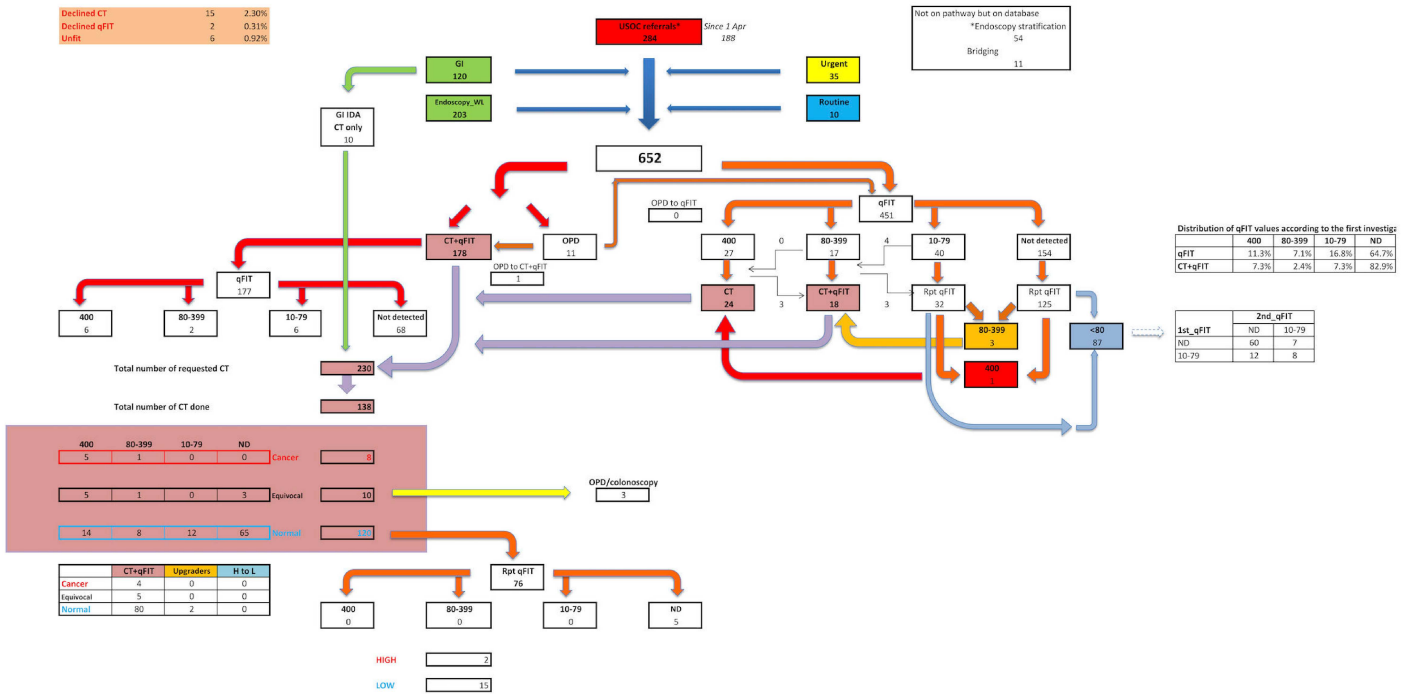 Declined CT 15 2.30%
Declined qFIT 2 0.31%
Unfit 6 0.92%
USOC referrals* Since 1 Apr
284 188
Not on pathway but on database
*Endoscopy stratification
54
Bridging
11
GI
120
Urgent
35
Endoscopy_WL
203
Routine
10
GI IDA
CT only
10
652
OPD to qFIT
0
qFIT
451
CT+qFIT
178
OPD
11
OPD to CT+qFIT
1
400
27
0
80-399
17
4
10-79
40
Not detected
154
Distribution of qFIT values according to the first investiga
400 80-399 10-79 ND
qFIT 11.3% 7.1% 16.8% 64.7%
CT+qFIT 7.3% 2.4% 7.3% 82.9%
qFIT
177
CT
24
3
CT+qFIT
18
3
Rpt qFIT
32
Rpt qFIT
125
400
6
80-399
2
10-79
6
Not detected
68
80-399
3
<80
87
2nd_qFIT
1st_qFIT ND 10-79
ND 60 7
10-79 12 8
400
1
Total number of requested CT 230
Total number of CT done 138
400 80-399 10-79 ND
5 1 0 0 Cancer 8
5 1 0 3 Equivocal 10
OPD/colonoscopy
3
14 8 12 65 Normal 120
CT+qFIT Upgraders H to L
Cancer 4 0 0
Equivocal 5 0 0
Normal 80 2 0
Rpt qFIT
76
400
0
80-399
0
10-79
0
ND
5
HIGH 2
LOW 15